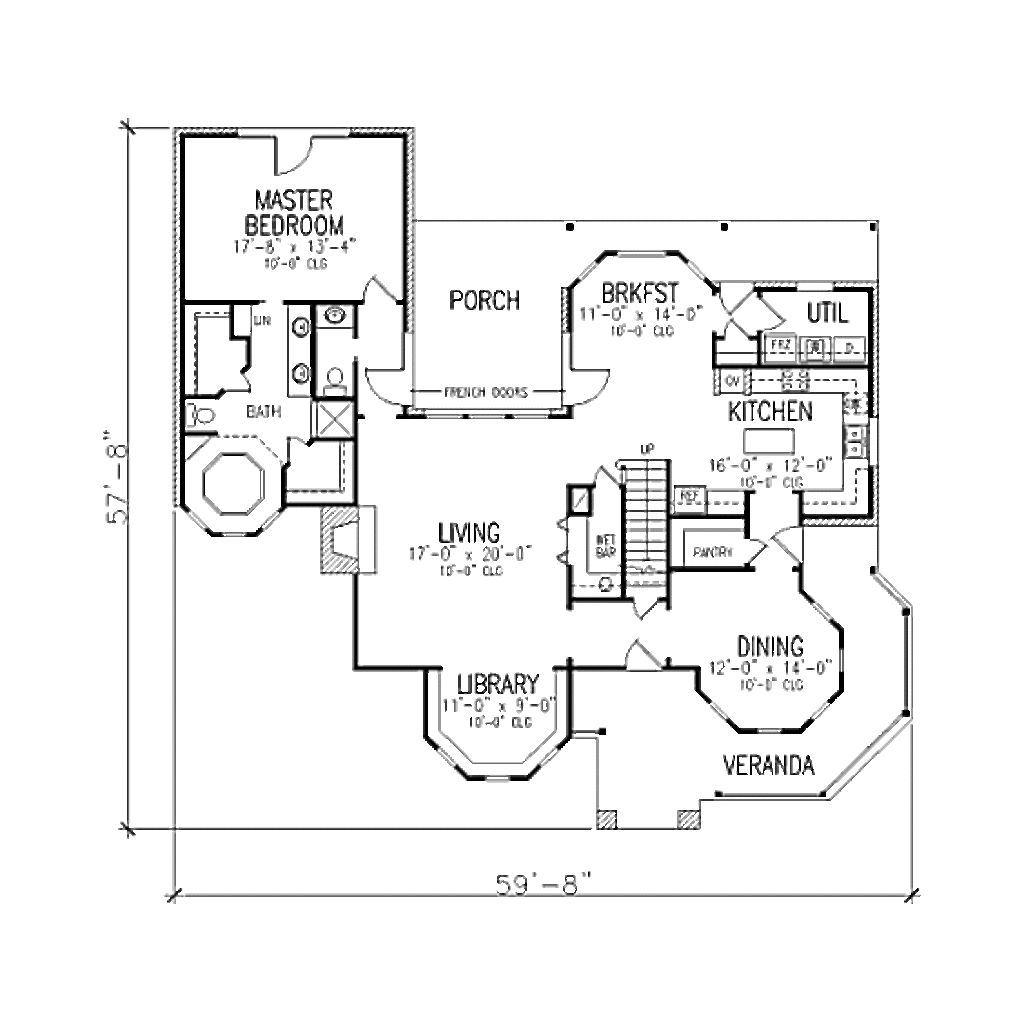 MASTER
BEDROOM
17'-8" x 13'-4"
10'-0" CLG
PORCH
BRKFST
11'-0" x 14'-0"
10'-0" CLG
UTIL
LIN
FRZ
D
FRENCH DOORS
OV
BATH
KITCHEN
16'-0" x 12'-0"
10'-0" CLG
57'-8"
UP
REF
LIVING
17'-0" x 20'-0"
10'-0" CLG
WET
BAR
PANTRY
DINING
12'-0" x 14'-0"
10'-0" CLG
LIBRARY
11'-0" x 9'-0"
10'-0" CLG
VERANDA
59'-8"